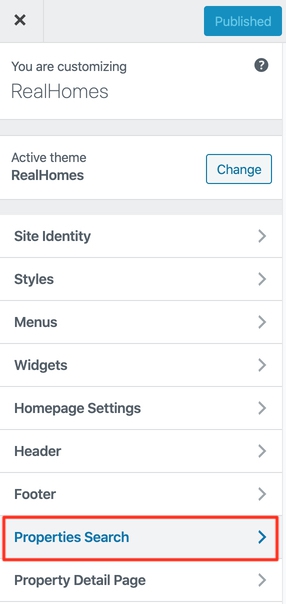 Published
You are customizing
RealHomes
Active theme
RealHomes
Change
Site Identity
Styles
Menus
Widgets
Homepage Settings
Header
Footer
Properties Search
Property Detail Page